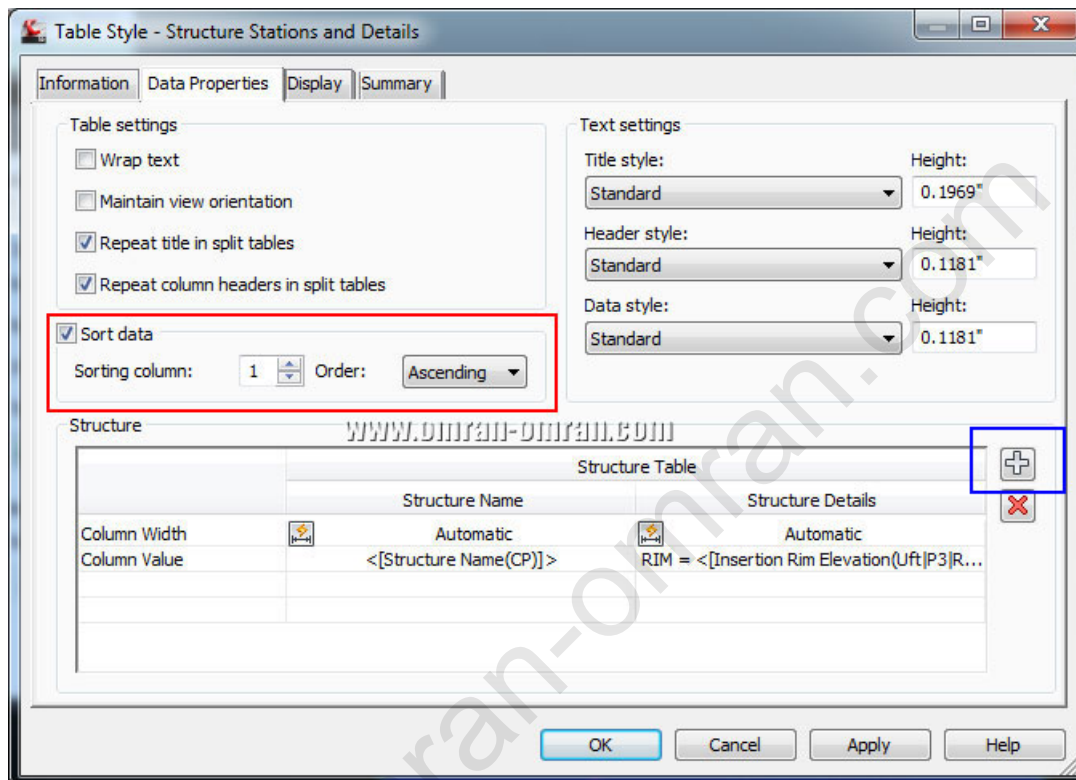 Table Style - Structure Stations and Details
Information Data Properties Display Summary
Table settings
Wrap text
Maintain view orientation
Repeat title in split tables
Repeat column headers in split tables
Text settings
Title style: Height:
Standard 0.1969"
Header style: Height:
Standard 0.1181"
Data style: Height:
Standard 0.1181"
Sort data
Sorting column: 1 Order: Ascending
Structure
www.omran-omran.com
Structure Table
Structure Name Structure Details
Column Width Automatic Automatic
Column Value <[Structure Name(CP)]> RIM = <[Insertion Rim Elevation(Uft|P3|R...
OK Cancel Apply Help
ran-omran.com